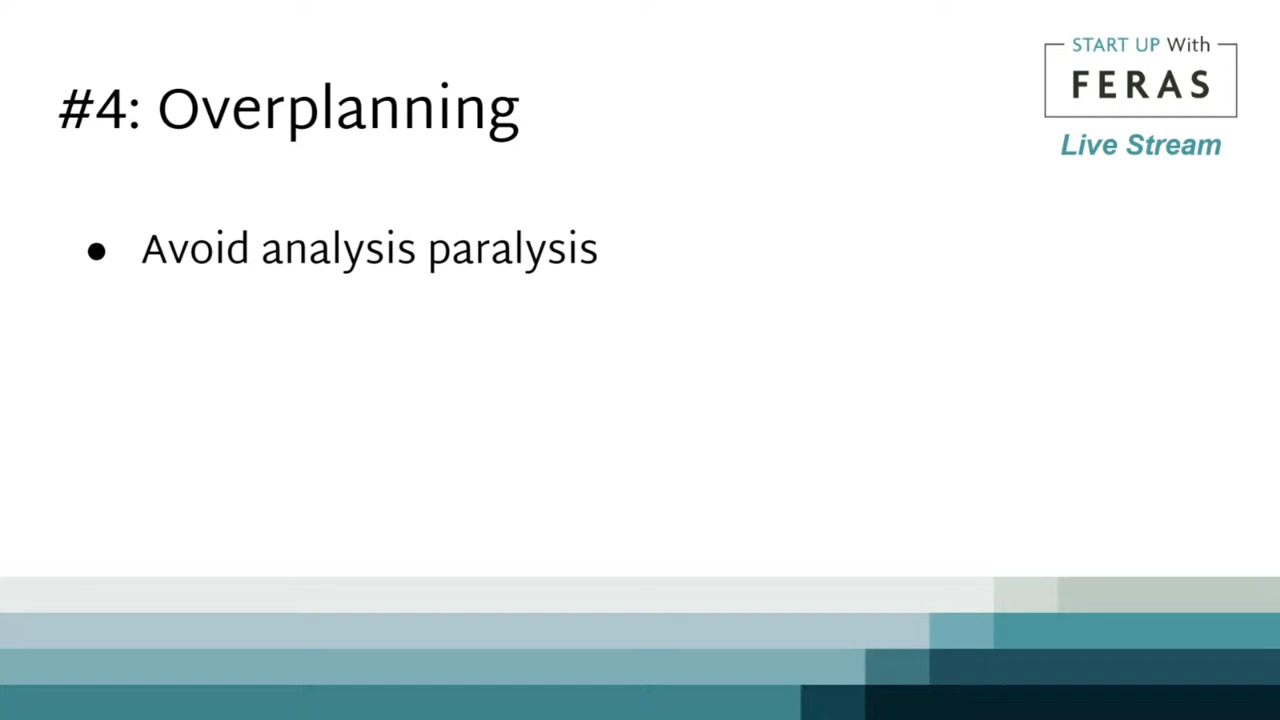 START UP With
FERAS
Live Stream
#4: Overplanning
● Avoid analysis paralysis